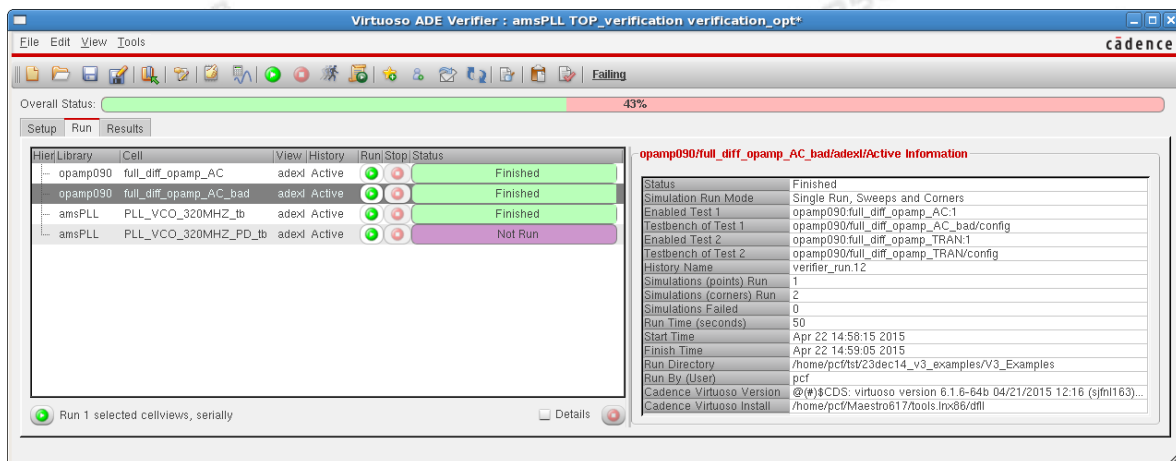 Virtuoso ADE Verifier : amsPLL TOP_verification verification_opt*
File Edit View Tools
cādence
Failing
Overall Status: 43%
Setup Run Results
Hier Library Cell View History Run Stop Status
opamp090 full_diff_opamp_AC adexl Active Finished
opamp090 full_diff_opamp_AC_bad adexl Active Finished
amsPLL PLL_VCO_320MHZ_tb adexl Active Finished
amsPLL PLL_VCO_320MHZ_PD_tb adexl Active Not Run
Run 1 selected cellviews, serially Details
opamp090/full_diff_opamp_AC_bad/adexl/Active Information
Status Finished
Simulation Run Mode Single Run, Sweeps and Corners
Enabled Test 1 opamp090:full_diff_opamp_AC:1
Testbench of Test 1 opamp090/full_diff_opamp_AC_bad/config
Enabled Test 2 opamp090:full_diff_opamp_TRAN:1
Testbench of Test 2 opamp090/full_diff_opamp_TRAN/config
History Name verifier_run.12
Simulations (points) Run 1
Simulations (corners) Run 2
Simulations Failed 0
Run Time (seconds) 50
Start Time Apr 22 14:58:15 2015
Finish Time Apr 22 14:59:05 2015
Run Directory /home/pcf/tst/23dec14_v3_examples/V3_Examples
Run By (User) pcf
Cadence Virtuoso Version @(#)$CDS: virtuoso version 6.1.6-64b 04/21/2015 12:16 (sjfnl163)...
Cadence Virtuoso Install /home/pcf/Maestro617/tools.lnx86/dfII